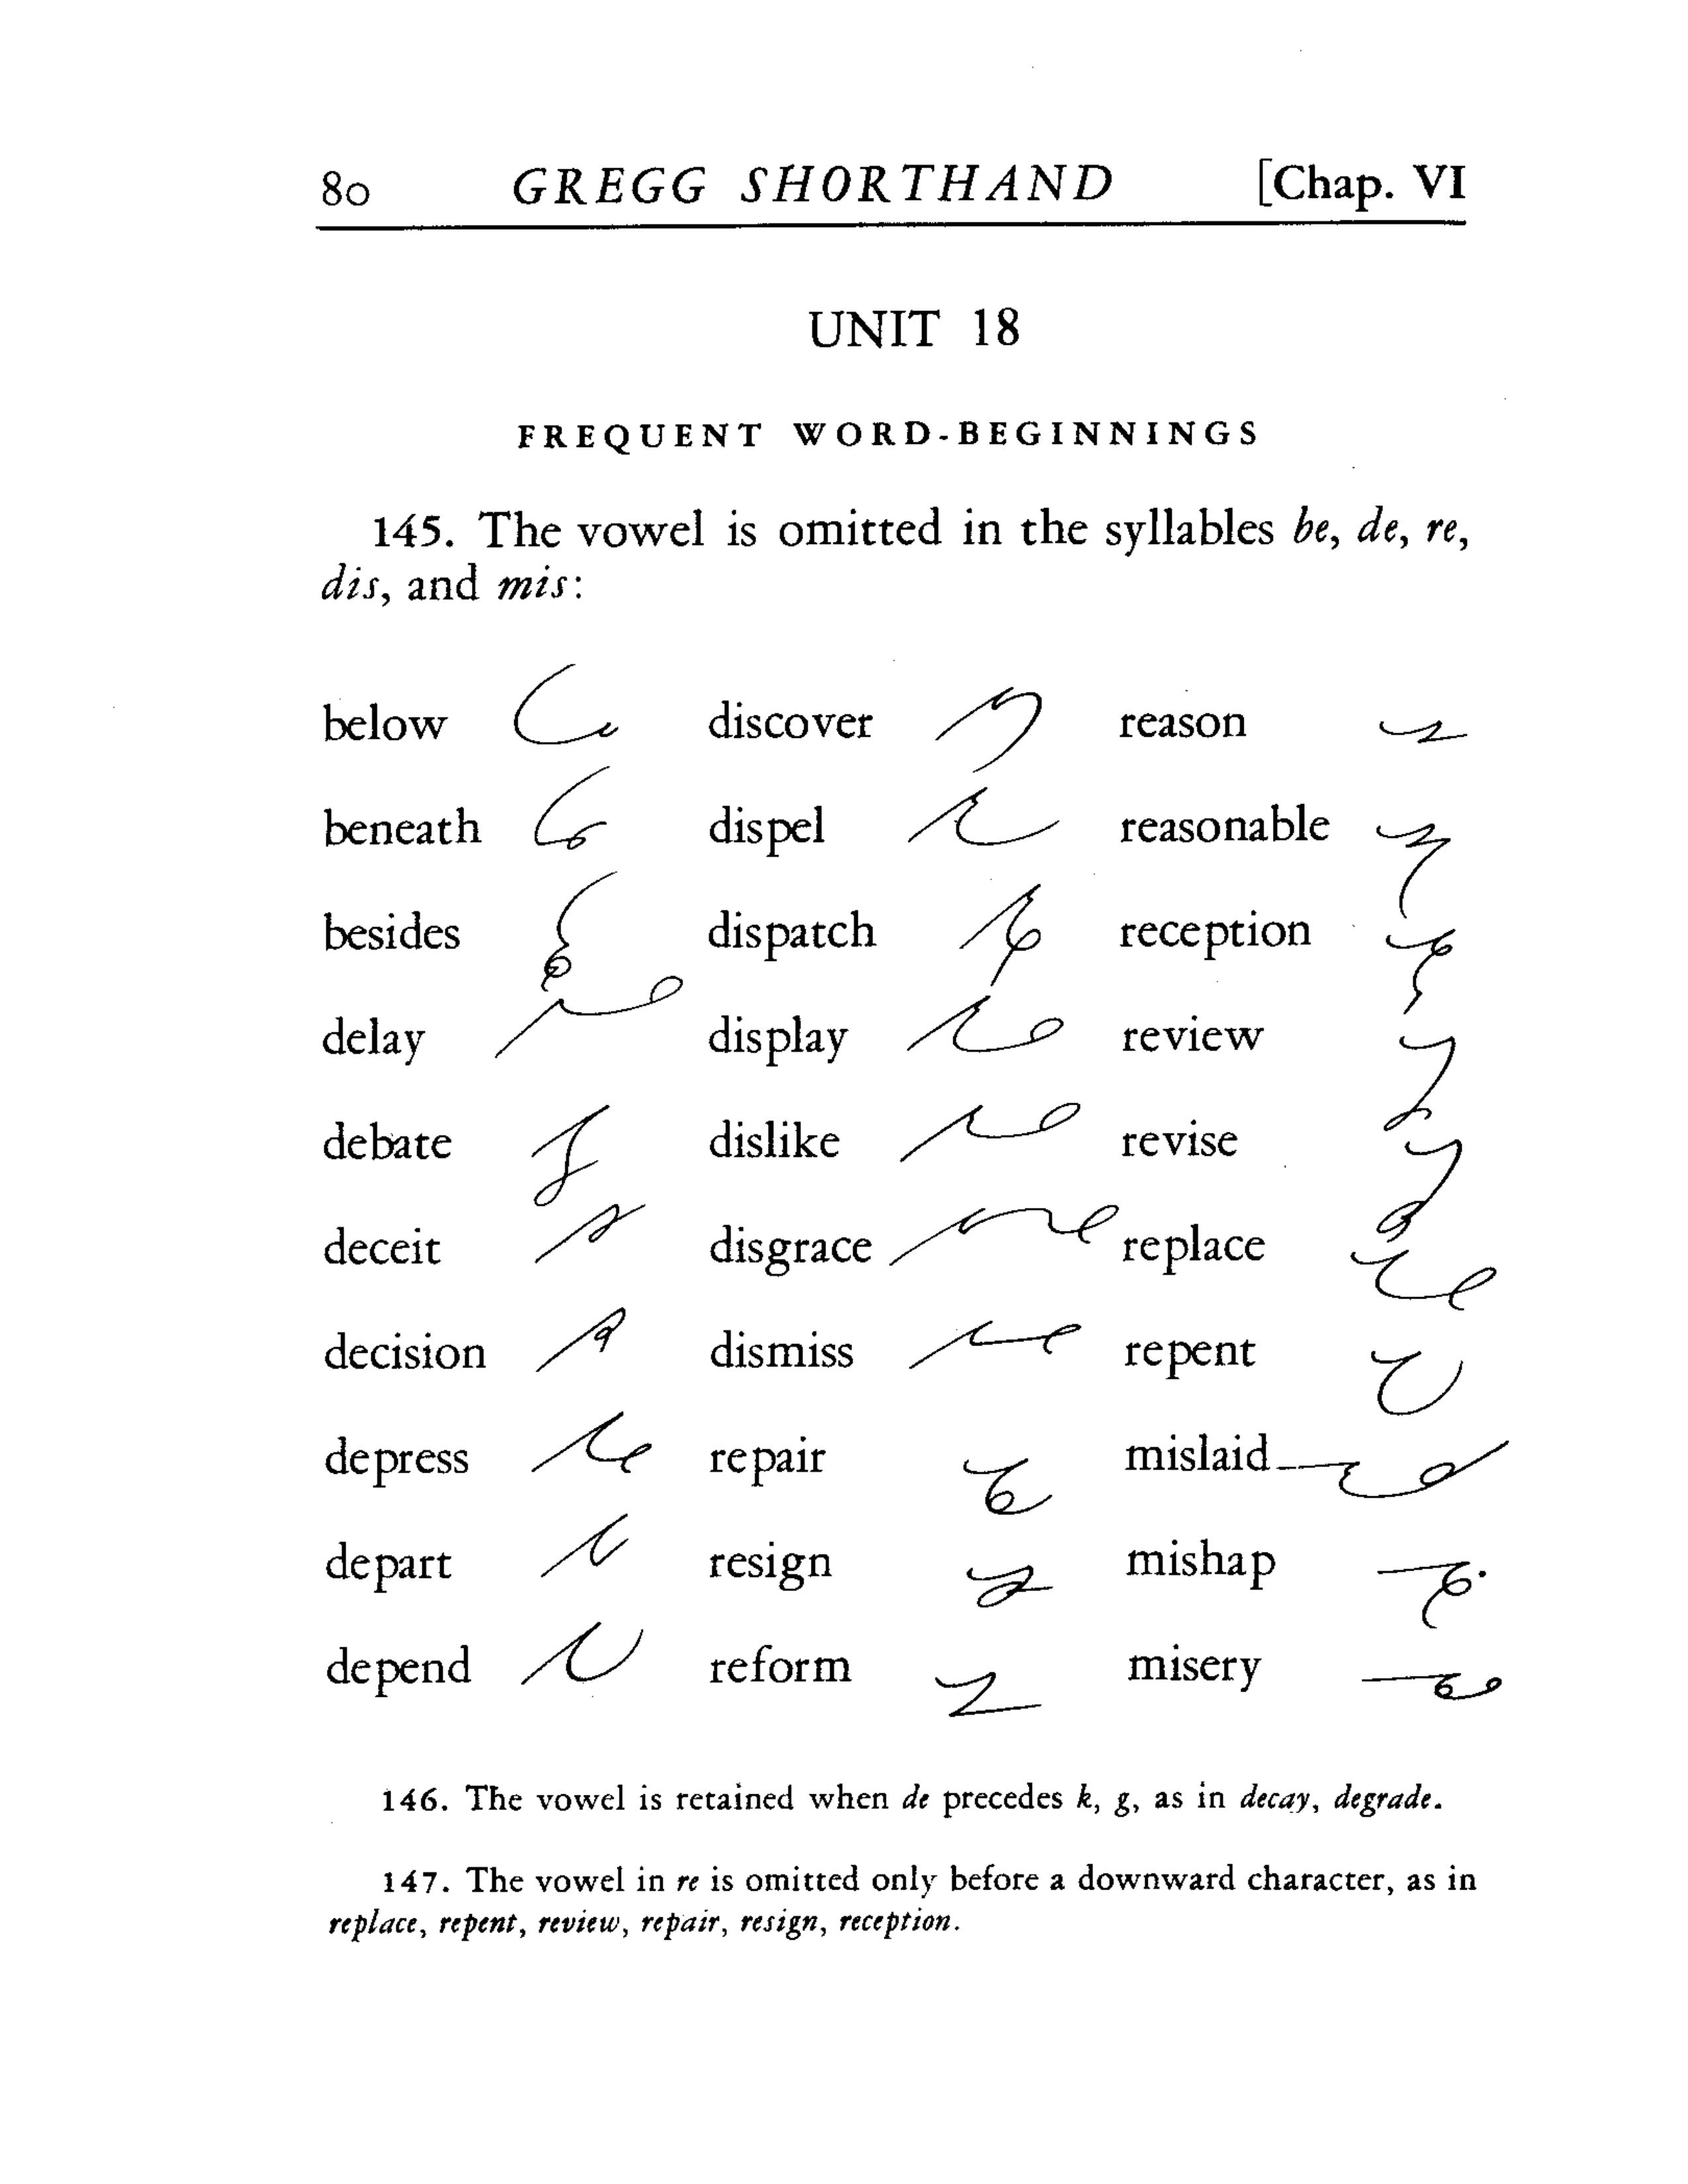 80 GREGG SHORTHAND [Chap. VI
UNIT 18
FREQUENT WORD-BEGINNINGS
145. The vowel is omitted in the syllables be, de, re,
dis, and mis:
below discover reason
beneath dispel reasonable
besides dispatch reception
delay display review
debate dislike revise
deceit disgrace replace
decision dismiss repent
depress repair mislaid
depart resign mishap
depend reform misery
146. The vowel is retained when de precedes k, g, as in decay, degrade.
147. The vowel in re is omitted only before a downward character, as in
replace, repent, review, repair, resign, reception.